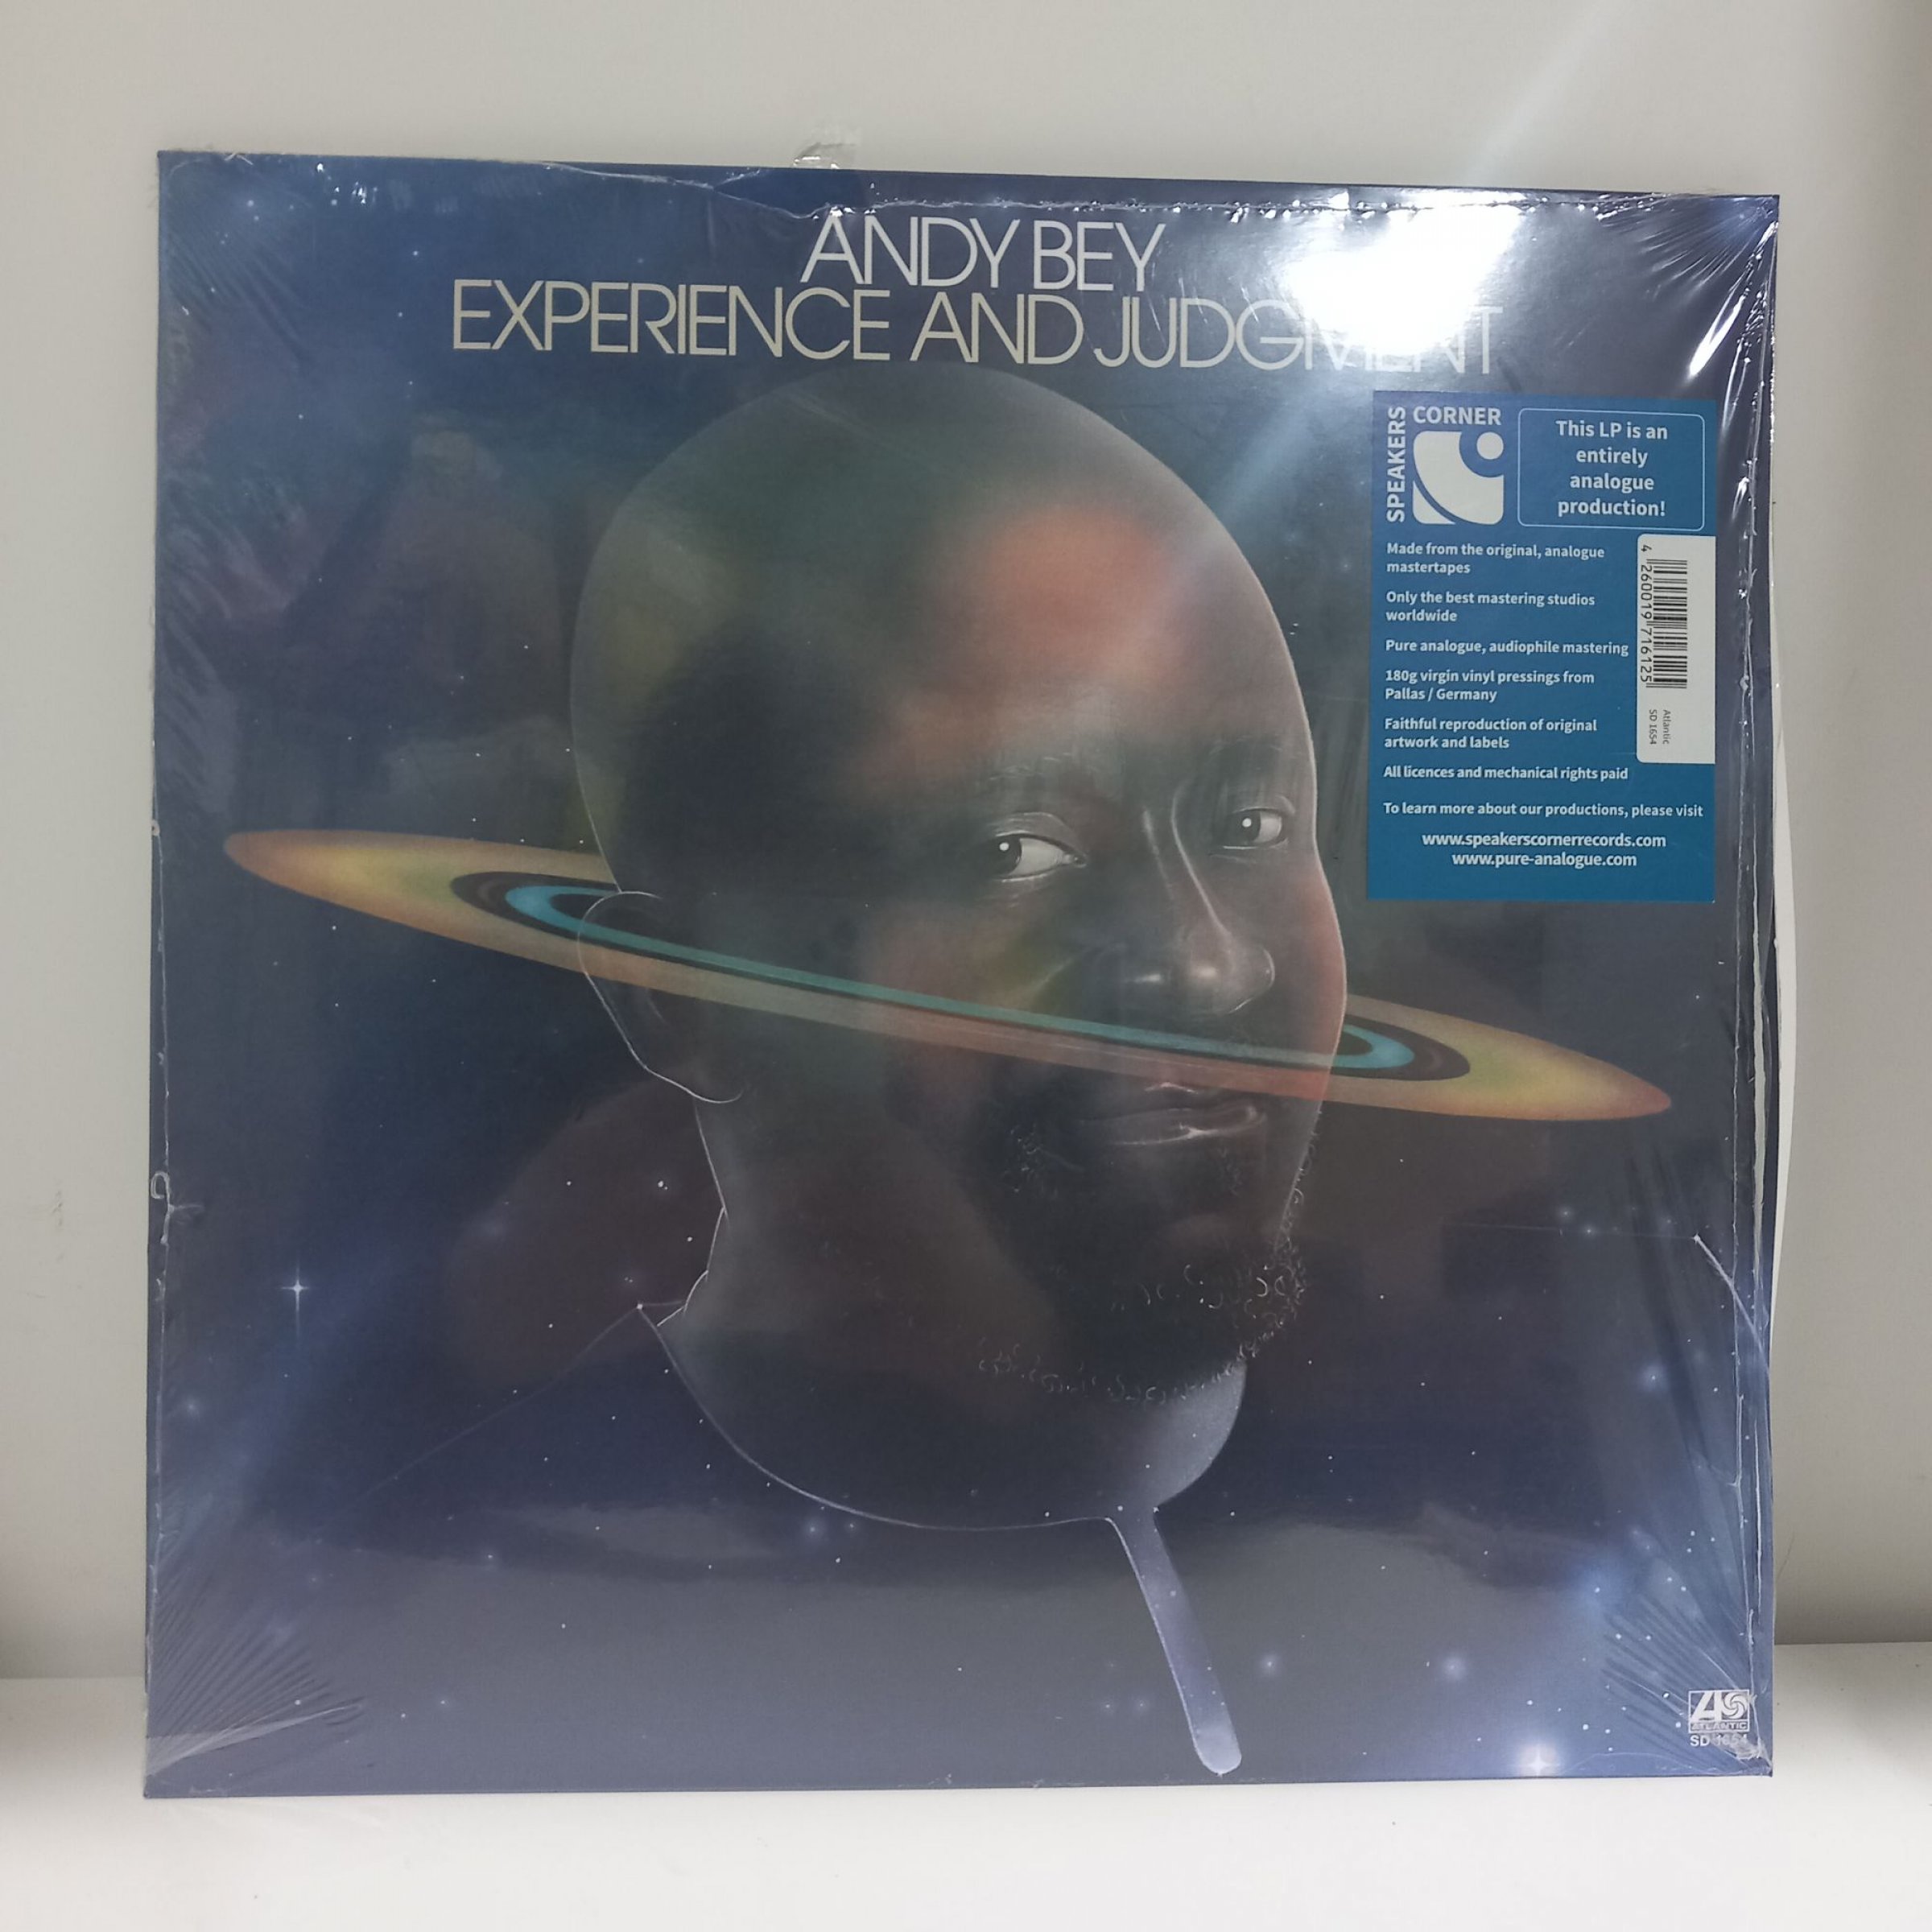 ANDY BEY
EXPERIENCE AND JUDGMENT
SPEAKERS
CORNER
This LP is an
entirely
analogue
production!
Made from the original, analogue
mastertapes
Only the best mastering studios
worldwide
Pure analogue, audiophile mastering
180g virgin vinyl pressings from
Pallas / Germany
Faithful reproduction of original
artwork and labels
All licences and mechanical rights paid
To learn more about our productions, please visit
www.speakerscornerrecords.com
www.pure-analogue.com
4 260019 716125
Atlantic
SD 1654
ATLANTIC
SD 1654